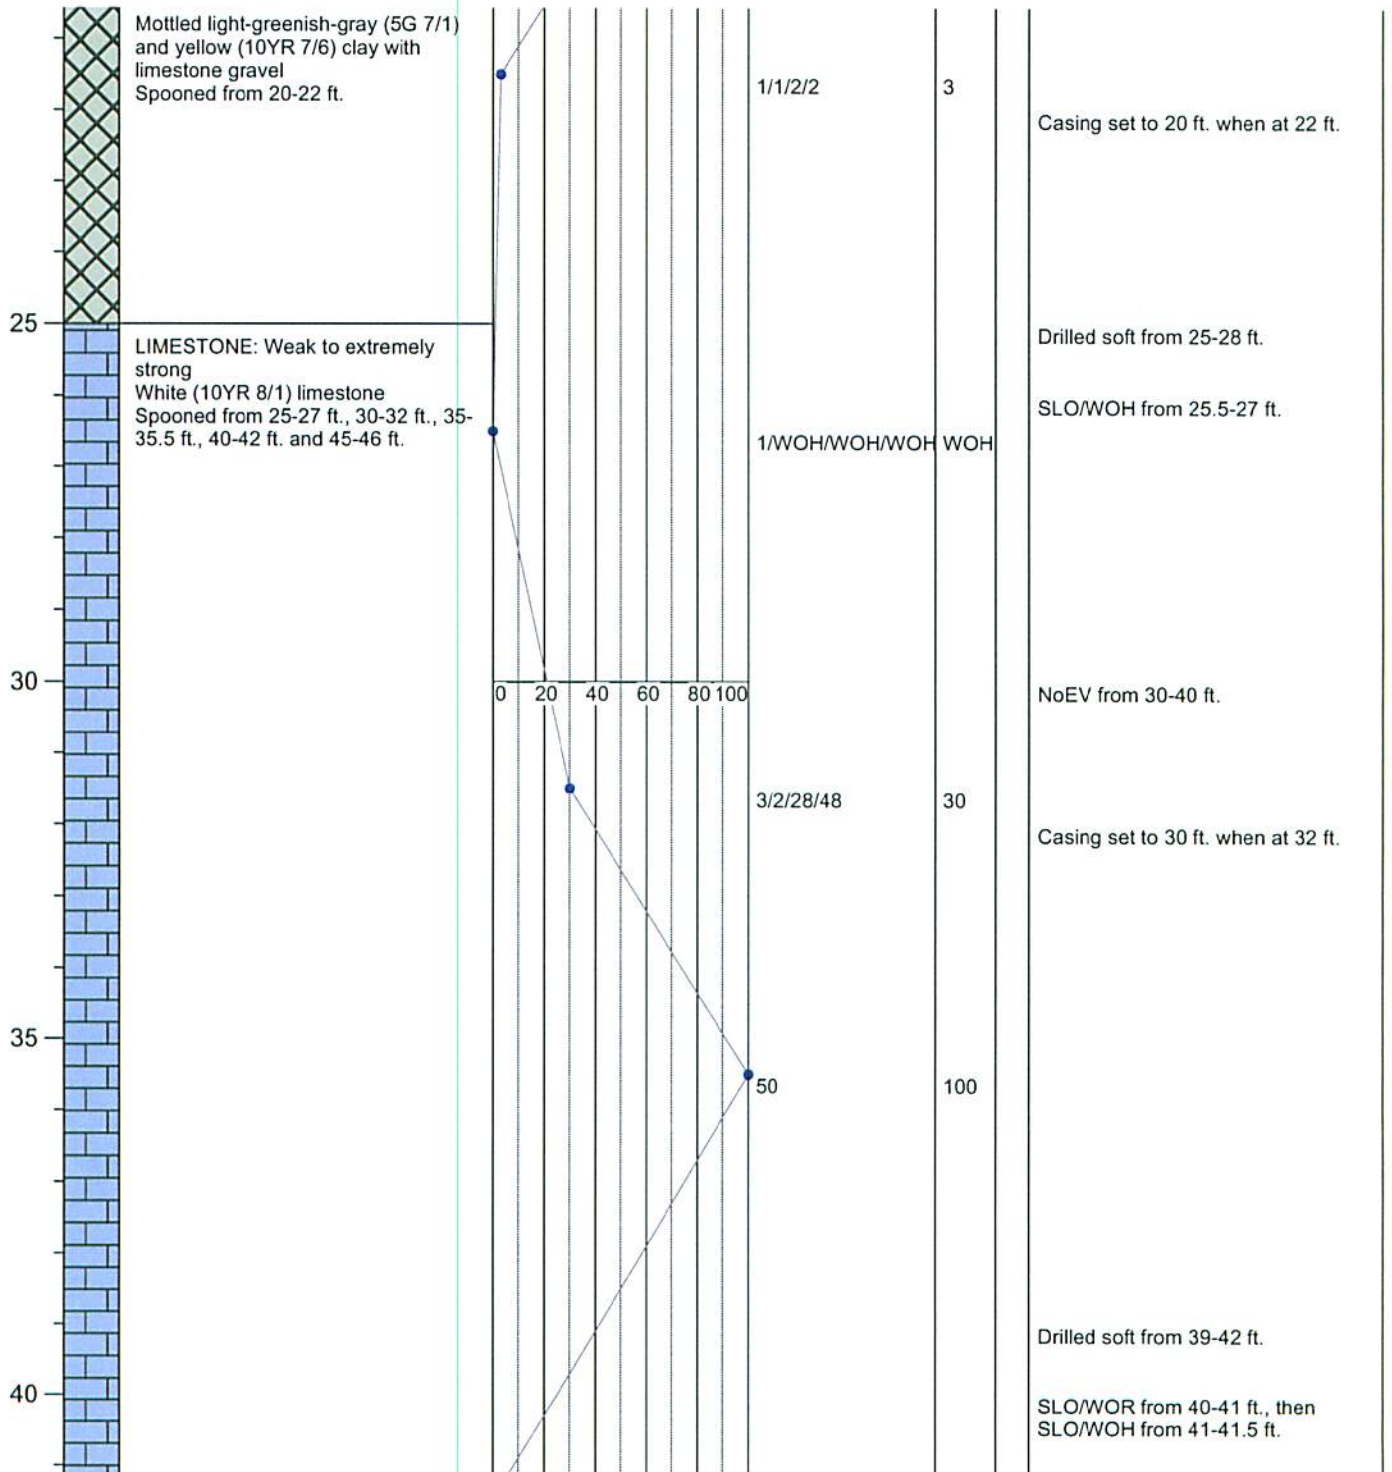 Mottled light-greenish-gray (5G 7/1)
and yellow (10YR 7/6) clay with
limestone gravel
Spooned from 20-22 ft.
1/1/2/2
3
Casing set to 20 ft. when at 22 ft.
25
LIMESTONE: Weak to extremely
strong
White (10YR 8/1) limestone
Spooned from 25-27 ft., 30-32 ft., 35-
35.5 ft., 40-42 ft. and 45-46 ft.
Drilled soft from 25-28 ft.
SLO/WOH from 25.5-27 ft.
1/WOH/WOH/WOH
WOH
30
0 20 40 60 80 100
NoEV from 30-40 ft.
3/2/28/48
30
Casing set to 30 ft. when at 32 ft.
35
50
100
Drilled soft from 39-42 ft.
40
SLO/WOR from 40-41 ft., then
SLO/WOH from 41-41.5 ft.